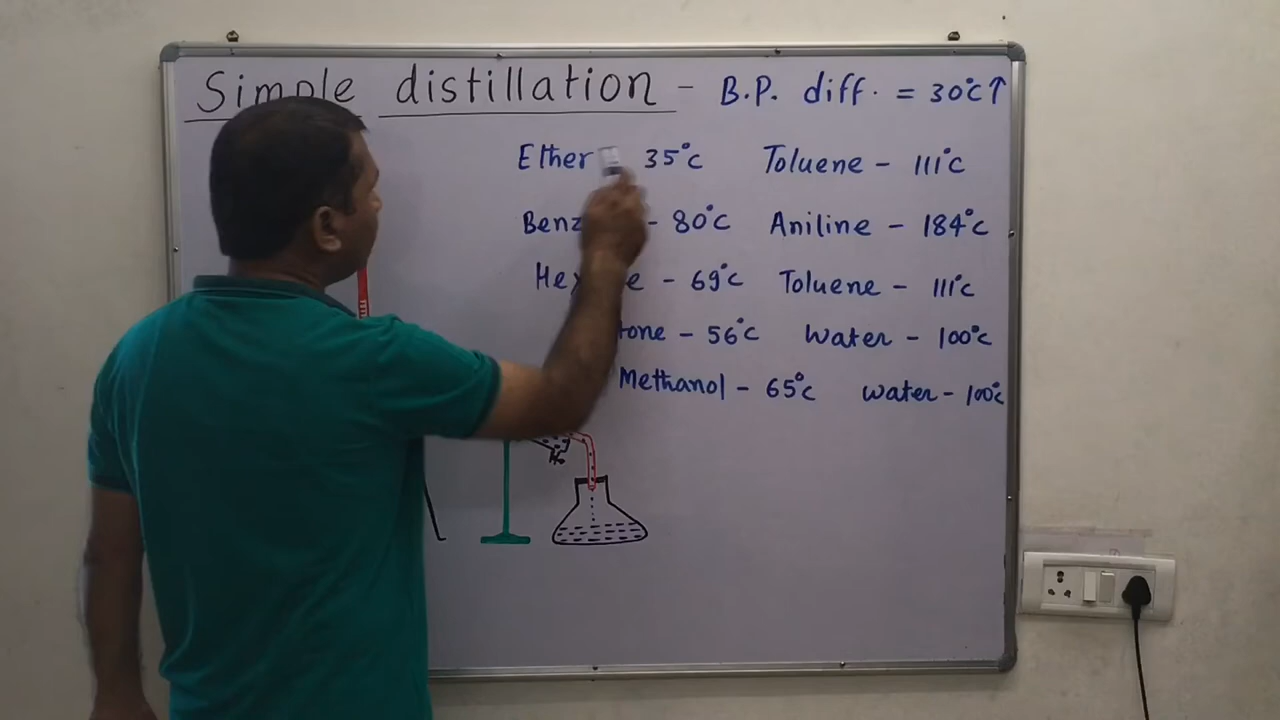 Simple distillation - B.P. diff. = 30°C↑
Ether 35°C Toluene - 111°C
- 80°C Aniline - 184°C
- 69°C Toluene - 111°C
- 56°C Water - 100°C
Methanol - 65°C water - 100°C